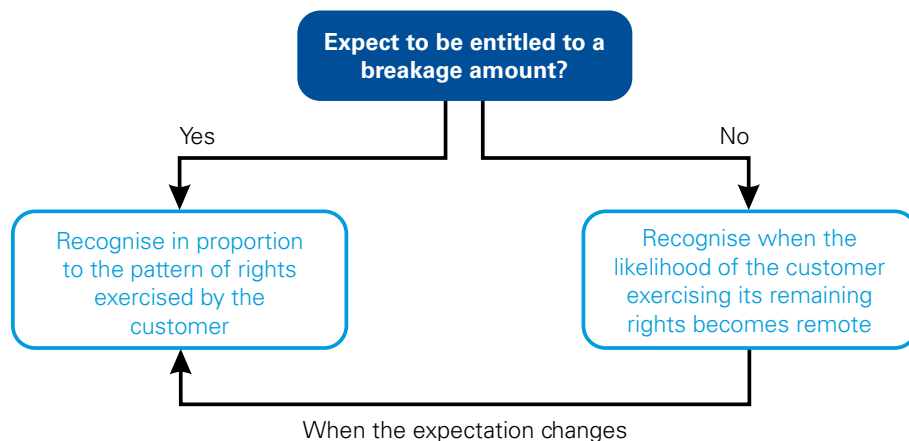 Expect to be entitled to a
breakage amount?
Yes
No
Recognise in proportion
to the pattern of rights
exercised by the
customer
Recognise when the
likelihood of the customer
exercising its remaining
rights becomes remote
When the expectation changes